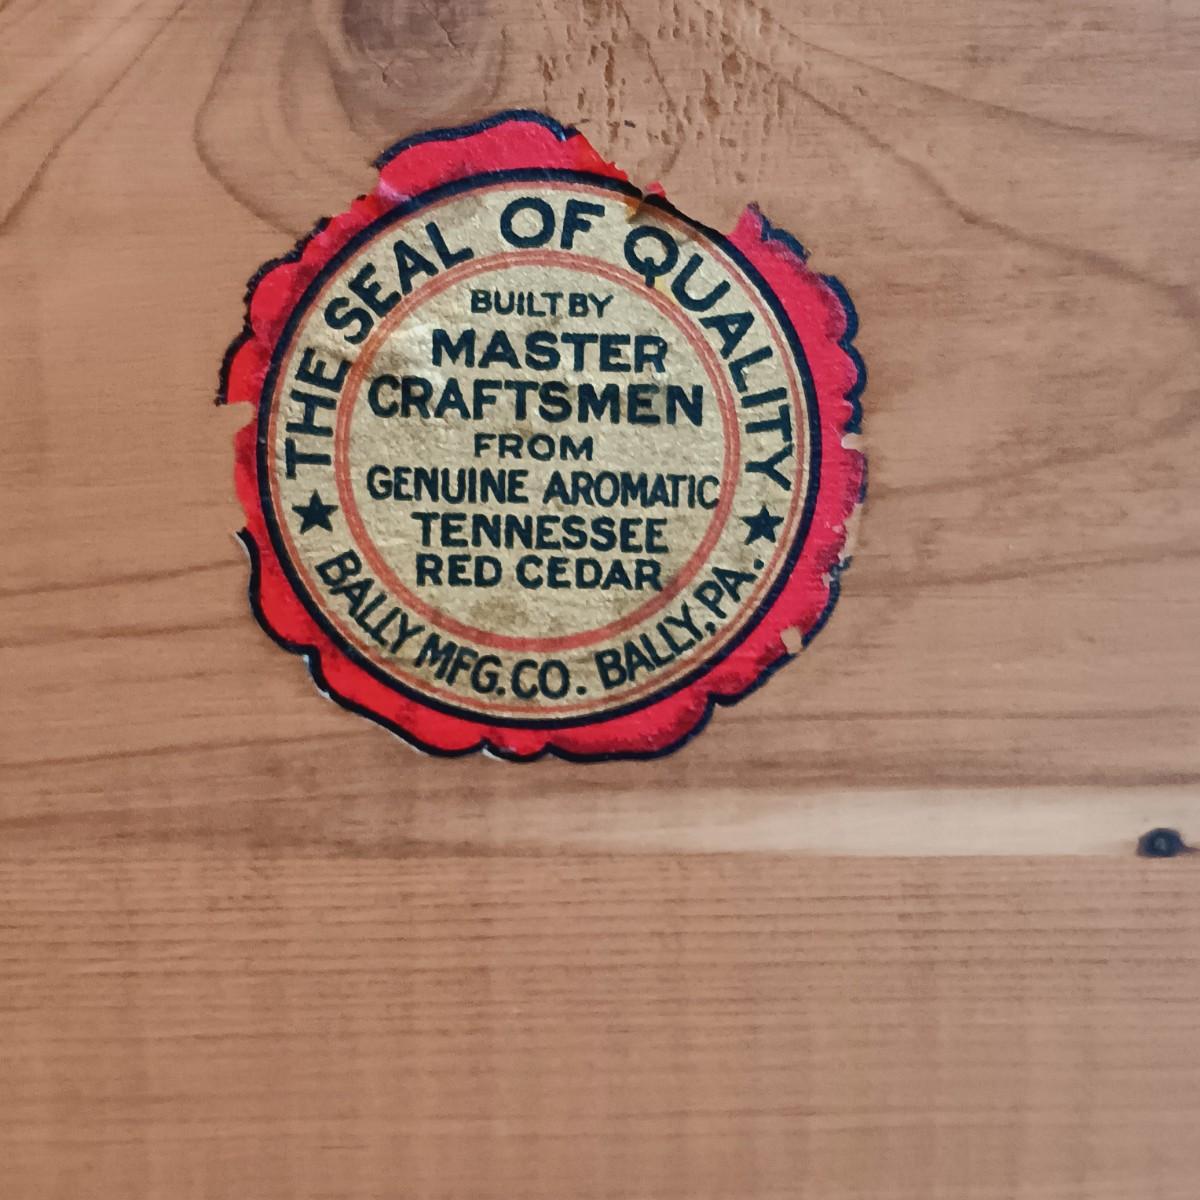 THE SEAL OF QUALITY
BUILT BY
MASTER
CRAFTSMEN
FROM
GENUINE AROMATIC
TENNESSEE
RED CEDAR
BALLY MFG. CO. BALLY, PA.